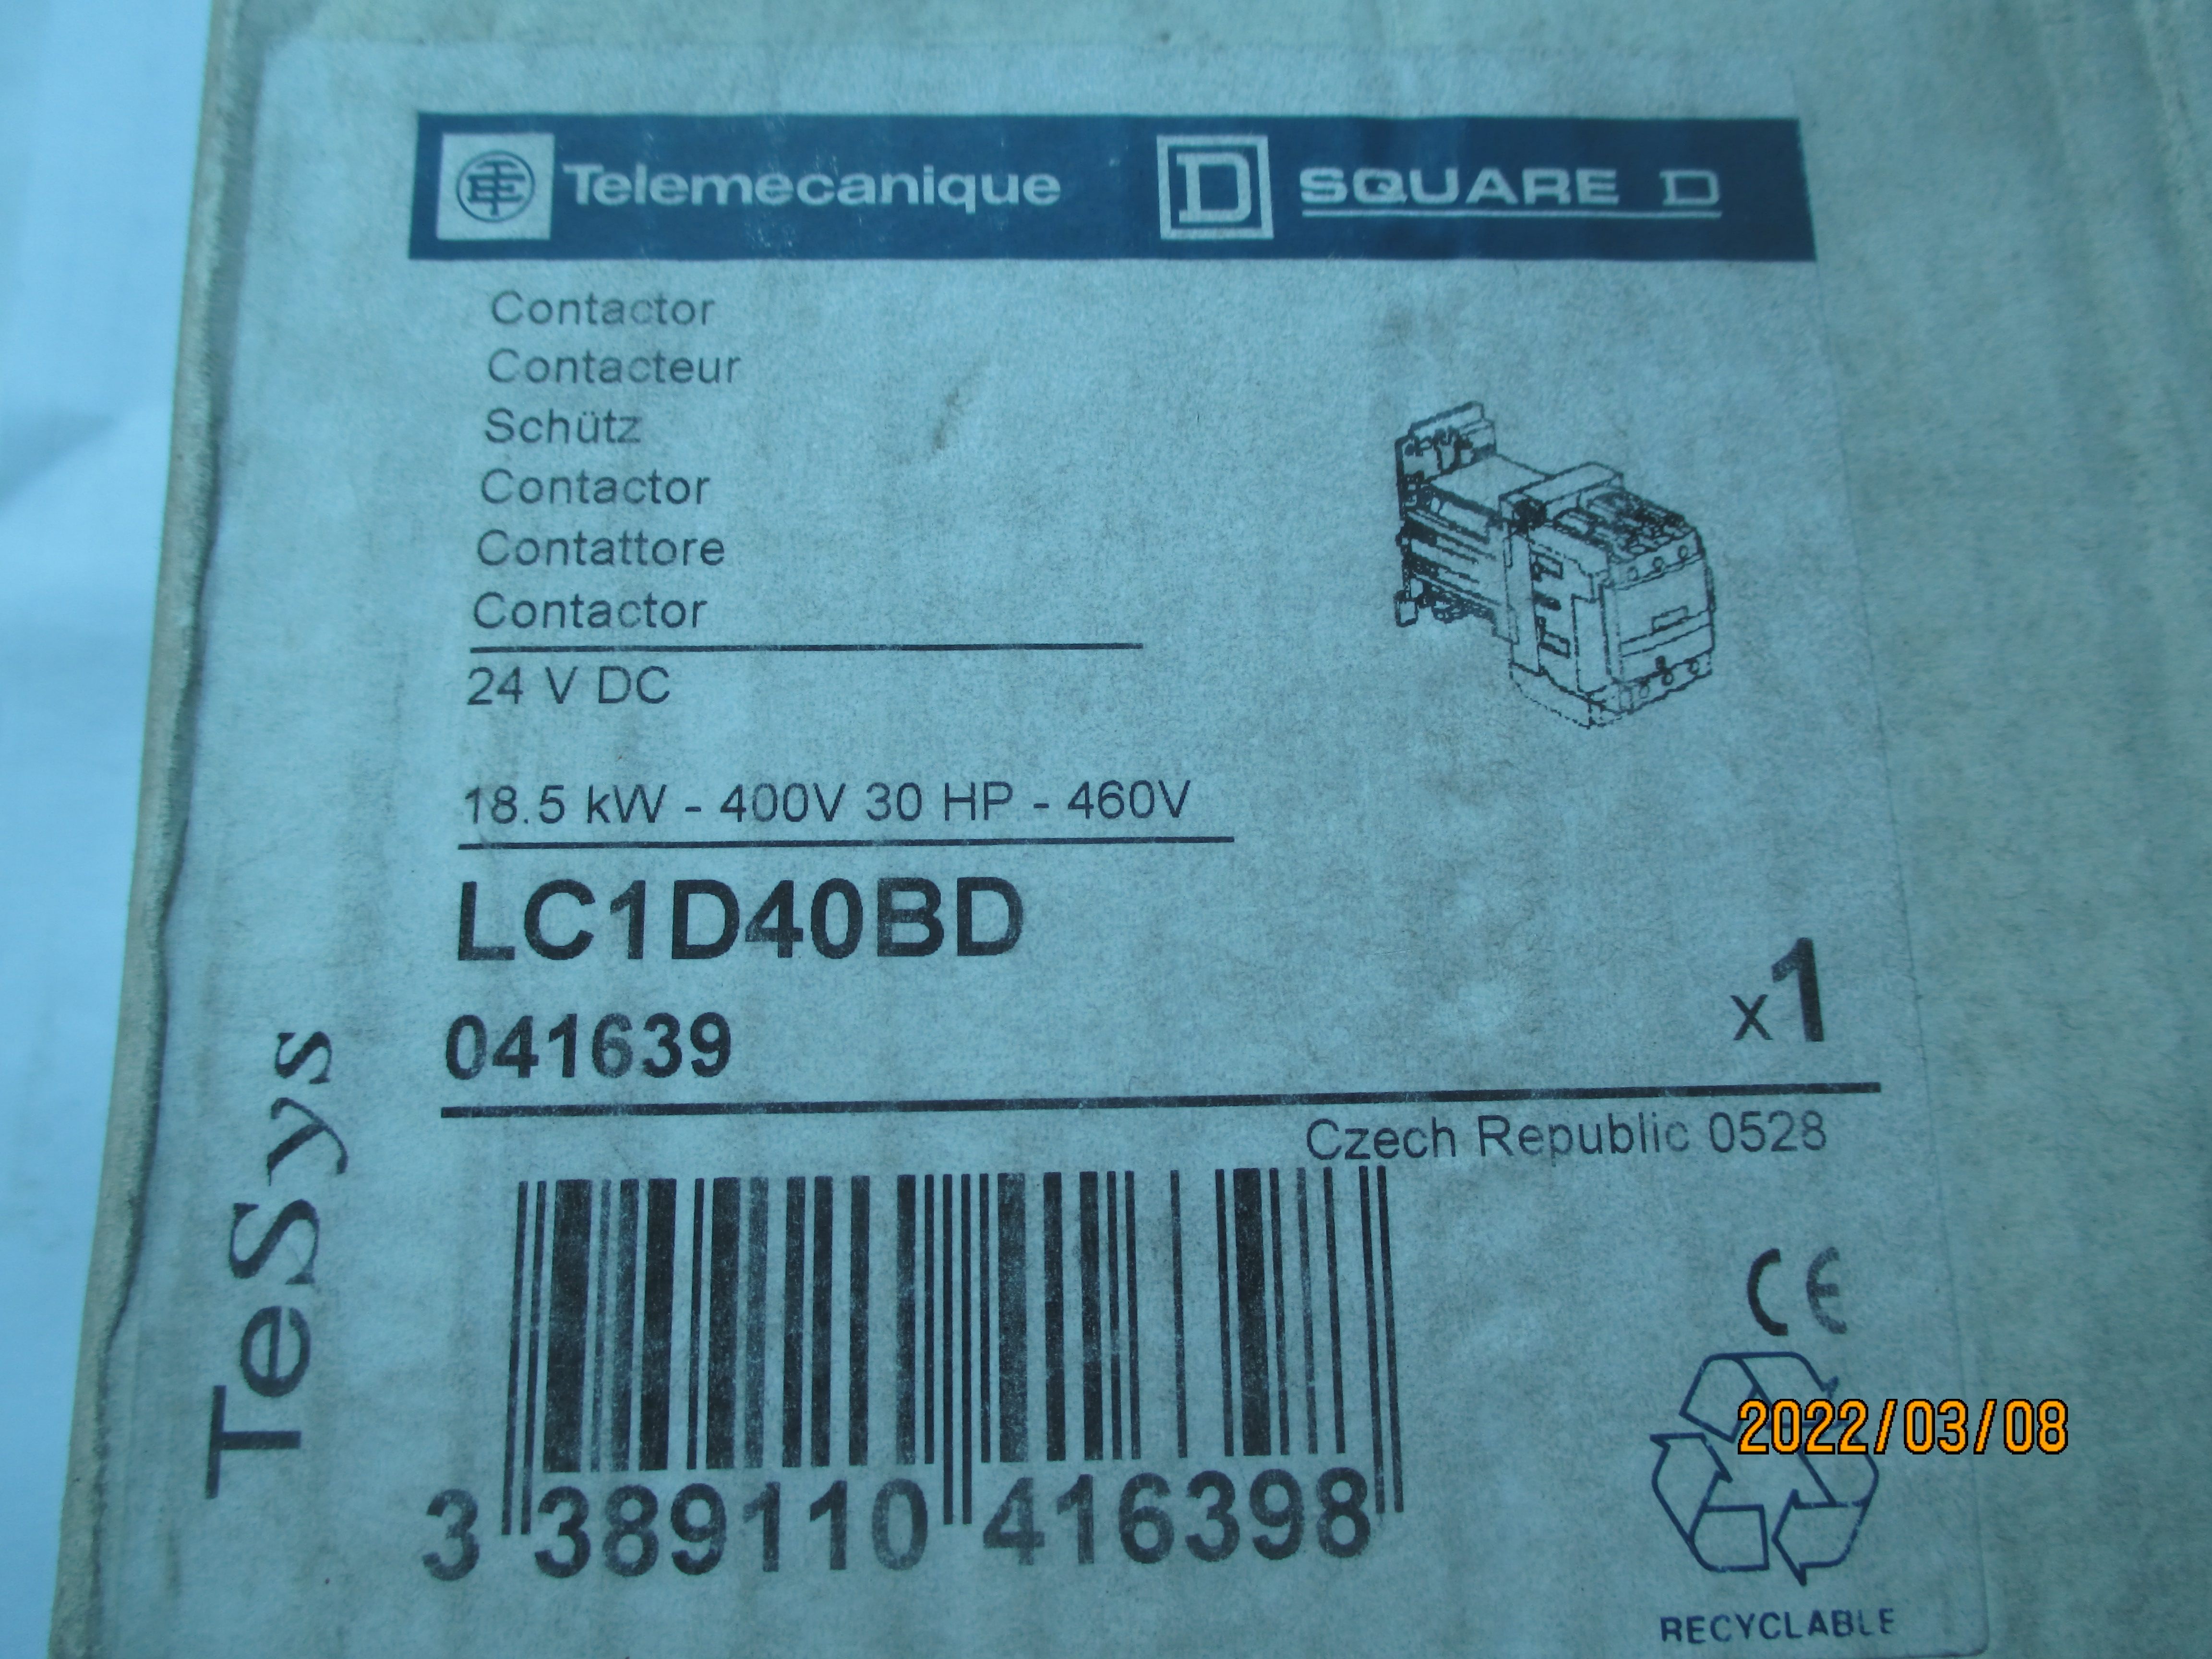 Telemecanique D SQUARE D
Contactor
Contacteur
Schütz
Contactor
Contattore
Contactor
24 V DC
18.5 kW - 400V 30 HP - 460V
LC1D40BD
041639
x1
Czech Republic 0528
TeSys
CE
3 389110 416398
2022/03/08
RECYCLABLE